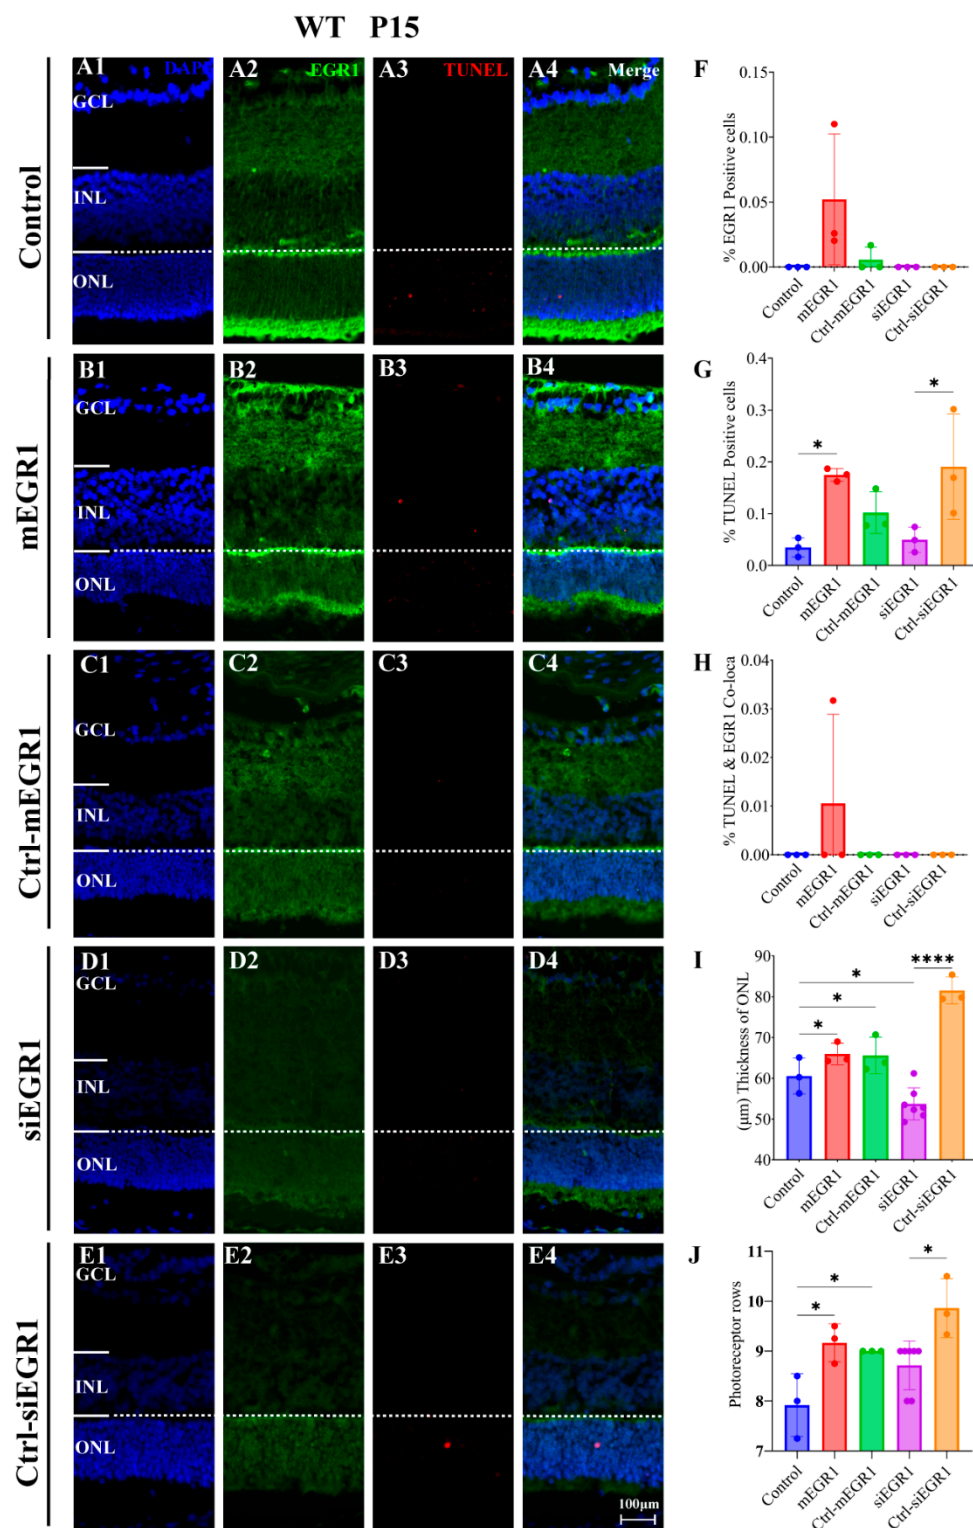 WT P15
Control
A1 DAPI
A2 EGR1
A3 TUNEL
A4 Merge
GCL
INL
ONL
mEGR1
B1
B2
B3
B4
GCL
INL
ONL
Ctrl-mEGR1
C1
C2
C3
C4
GCL
INL
ONL
siEGR1
D1
D2
D3
D4
GCL
INL
ONL
Ctrl-siEGR1
E1
E2
E3
E4
GCL
INL
ONL
100μm
F
% EGR1 Positive cells
0.15
0.10
0.05
0.00
Control
mEGR1
Ctrl-mEGR1
siEGR1
Ctrl-siEGR1
G
% TUNEL Positive cells
0.4
0.3
0.2
0.1
0.0
*
*
Control
mEGR1
Ctrl-mEGR1
siEGR1
Ctrl-siEGR1
H
% TUNEL & EGR1 Co-loca
0.04
0.03
0.02
0.01
0.00
Control
mEGR1
Ctrl-mEGR1
siEGR1
Ctrl-siEGR1
I
(μm) Thickness of ONL
90
80
70
60
50
40
****
*
*
*
Control
mEGR1
Ctrl-mEGR1
siEGR1
Ctrl-siEGR1
J
Photoreceptor rows
11
10
9
8
7
*
*
*
Control
mEGR1
Ctrl-mEGR1
siEGR1
Ctrl-siEGR1